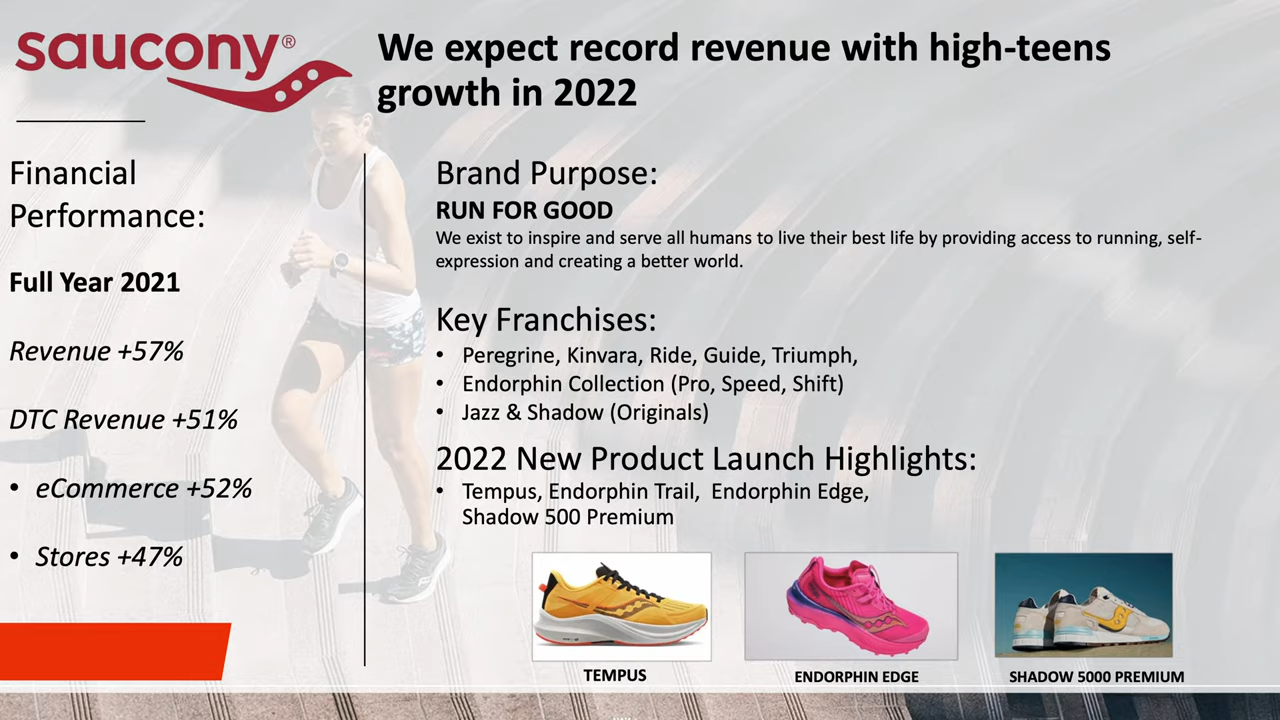 saucony®
We expect record revenue with high-teens
growth in 2022
Financial
Performance:
Full Year 2021
Revenue +57%
DTC Revenue +51%
• eCommerce +52%
• Stores +47%
Brand Purpose:
RUN FOR GOOD
We exist to inspire and serve all humans to live their best life by providing access to running, self-
expression and creating a better world.
Key Franchises:
• Peregrine, Kinvara, Ride, Guide, Triumph,
• Endorphin Collection (Pro, Speed, Shift)
• Jazz & Shadow (Originals)
2022 New Product Launch Highlights:
• Tempus, Endorphin Trail, Endorphin Edge,
Shadow 500 Premium
TEMPUS
ENDORPHIN EDGE
SHADOW 5000 PREMIUM